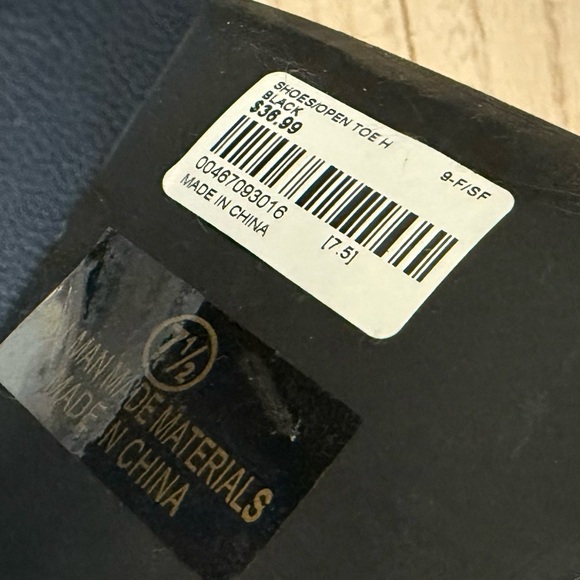 SHOES/OPEN TOE H
BLACK
$36.99
9-F/SF
00467093016
MADE IN CHINA
[7.5]
7½
MAN MADE MATERIALS
MADE IN CHINA